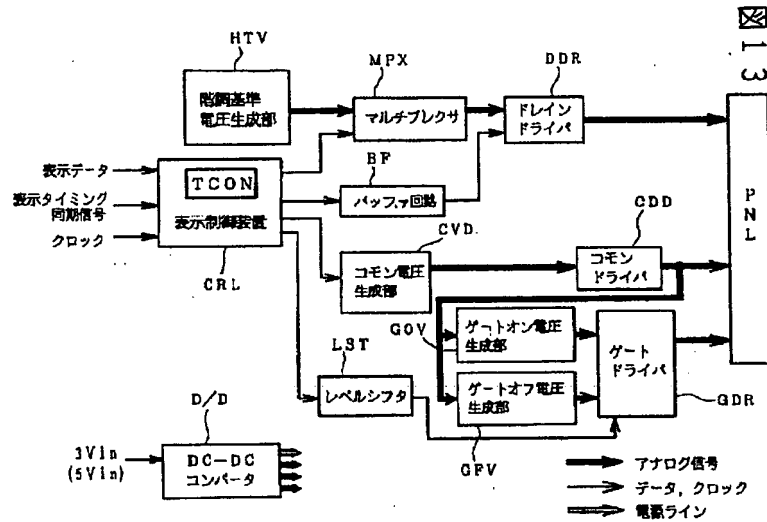 図13
HTV
MPX
DDR
階調基準
電圧生成部
マルチプレクサ
ドレイン
ドライバ
PNL
表示データ
表示タイミング
同期信号
クロック
TCON
表示制御装置
CRL
BF
バッファ回路
CVD
コモン電圧
生成部
CDD
コモン
ドライバ
GOV
ゲートオン電圧
生成部
ゲート
ドライバ
LST
レベルシフタ
ゲートオフ電圧
生成部
GDR
GFV
D/D
3Vin
(5Vin)
DC-DC
コンバータ
アナログ信号
データ,クロック
電源ライン